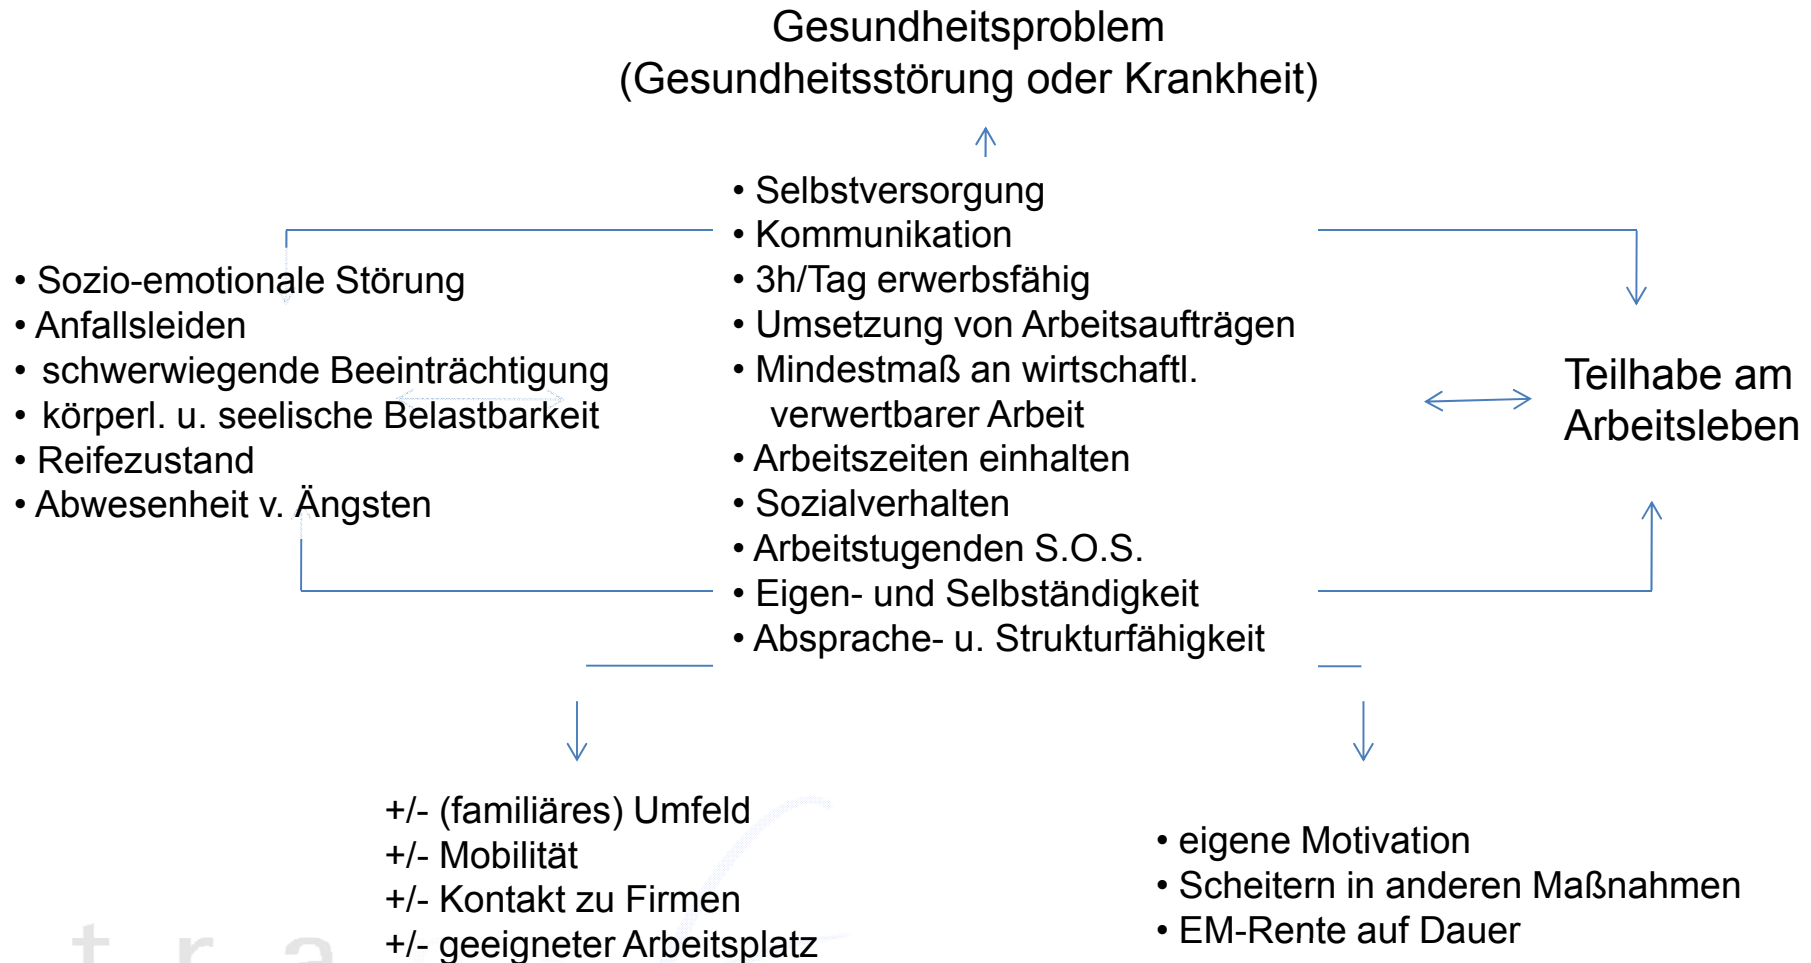 Gesundheitsproblem
(Gesundheitsstörung oder Krankheit)
• Selbstversorgung
• Kommunikation
• 3h/Tag erwerbsfähig
• Umsetzung von Arbeitsaufträgen
• Mindestmaß an wirtschaftl.
verwertbarer Arbeit
• Arbeitszeiten einhalten
• Sozialverhalten
• Arbeitstugenden S.O.S.
• Eigen- und Selbständigkeit
• Absprache- u. Strukturfähigkeit
• Sozio-emotionale Störung
• Anfallsleiden
• schwerwiegende Beeinträchtigung
• körperl. u. seelische Belastbarkeit
• Reifezustand
• Abwesenheit v. Ängsten
Teilhabe am
Arbeitsleben
+/- (familiäres) Umfeld
+/- Mobilität
+/- Kontakt zu Firmen
+/- geeigneter Arbeitsplatz
• eigene Motivation
• Scheitern in anderen Maßnahmen
• EM-Rente auf Dauer
t r a